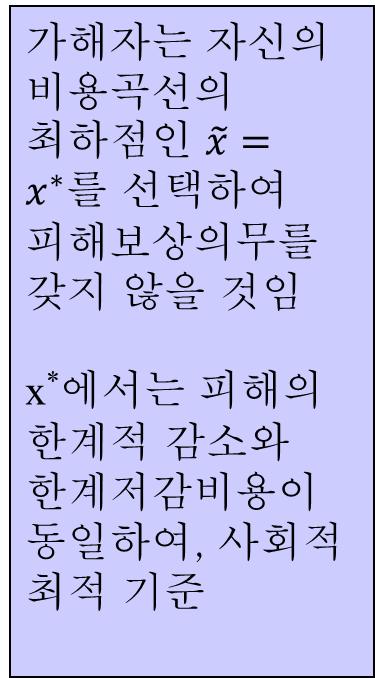 가해자는 자신의
비용곡선의
최하점인 x̃ =
x*를 선택하여
피해보상의무를
갖지 않을 것임
x*에서는 피해의
한계적 감소와
한계저감비용이
동일하여, 사회적
최적 기준